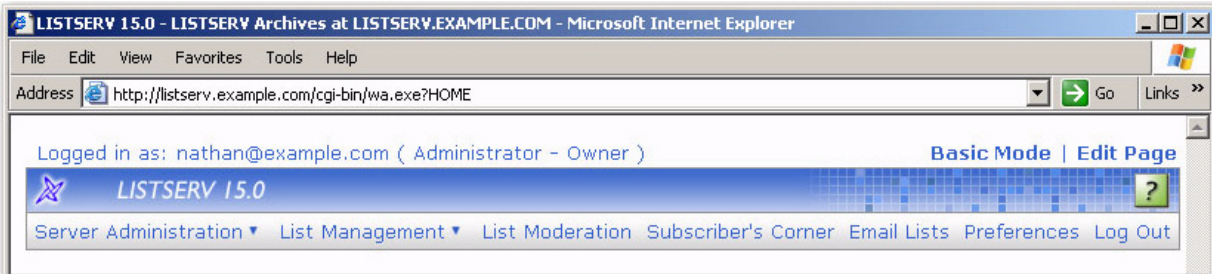 LISTSERV 15.0 - LISTSERV Archives at LISTSERV.EXAMPLE.COM - Microsoft Internet Explorer
File Edit View Favorites Tools Help
Address http://listserv.example.com/cgi-bin/wa.exe?HOME Go Links »
Logged in as: nathan@example.com ( Administrator - Owner ) Basic Mode | Edit Page
LISTSERV 15.0 ?
Server Administration List Management List Moderation Subscriber's Corner Email Lists Preferences Log Out